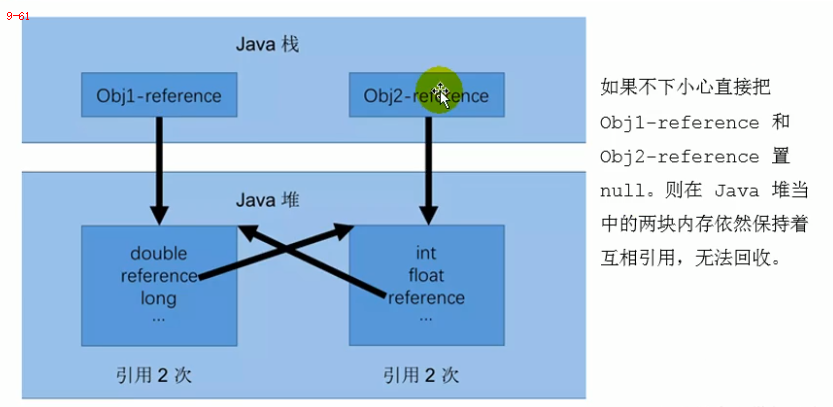 9-61
Java 栈
Obj1-reference
Obj2-reference
Java 堆
double
reference
long
...
int
float
reference
...
引用 2 次
引用 2 次
如果不下小心直接把
Obj1-reference 和
Obj2-reference 置
null。则在 Java 堆当
中的两块内存依然保持着
互相引用，无法回收。